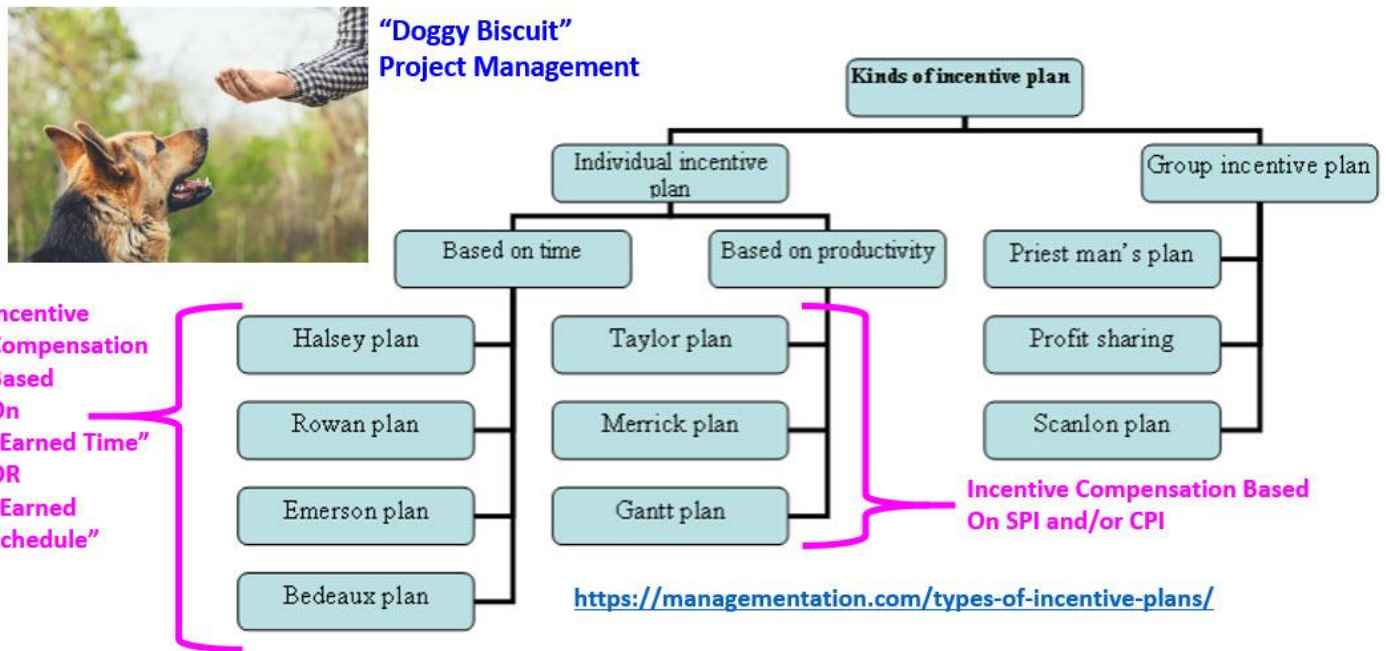 “Doggy Biscuit”
Project Management
Kinds of incentive plan
Individual incentive
plan
Group incentive plan
Based on time
Based on productivity
Priest man’s plan
ncentive
Compensation
Based
On
Earned Time”
OR
Earned
chedule”
Halsey plan
Rowan plan
Emerson plan
Bedeaux plan
Taylor plan
Merrick plan
Gantt plan
Profit sharing
Scanlon plan
Incentive Compensation Based
On SPI and/or CPI
https://managementation.com/types-of-incentive-plans/